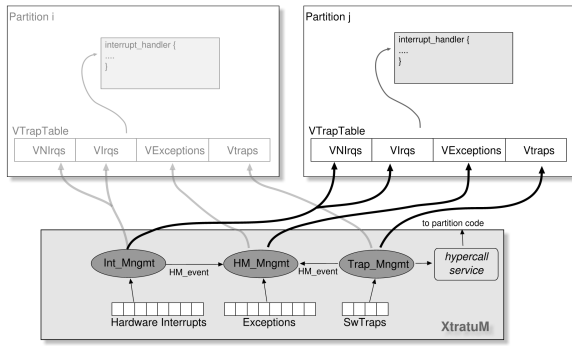 Partition i
interrupt_handler {
....
}
VTrapTable
VNIrqs VIrqs VExceptions Vtraps
Partition j
interrupt_handler {
....
}
VTrapTable
VNIrqs VIrqs VExceptions Vtraps
to partition code
Int_Mngmt HM_event HM_Mngmt HM_event Trap_Mngmt hypercall
service
Hardware Interrupts Exceptions SwTraps
XtratuM